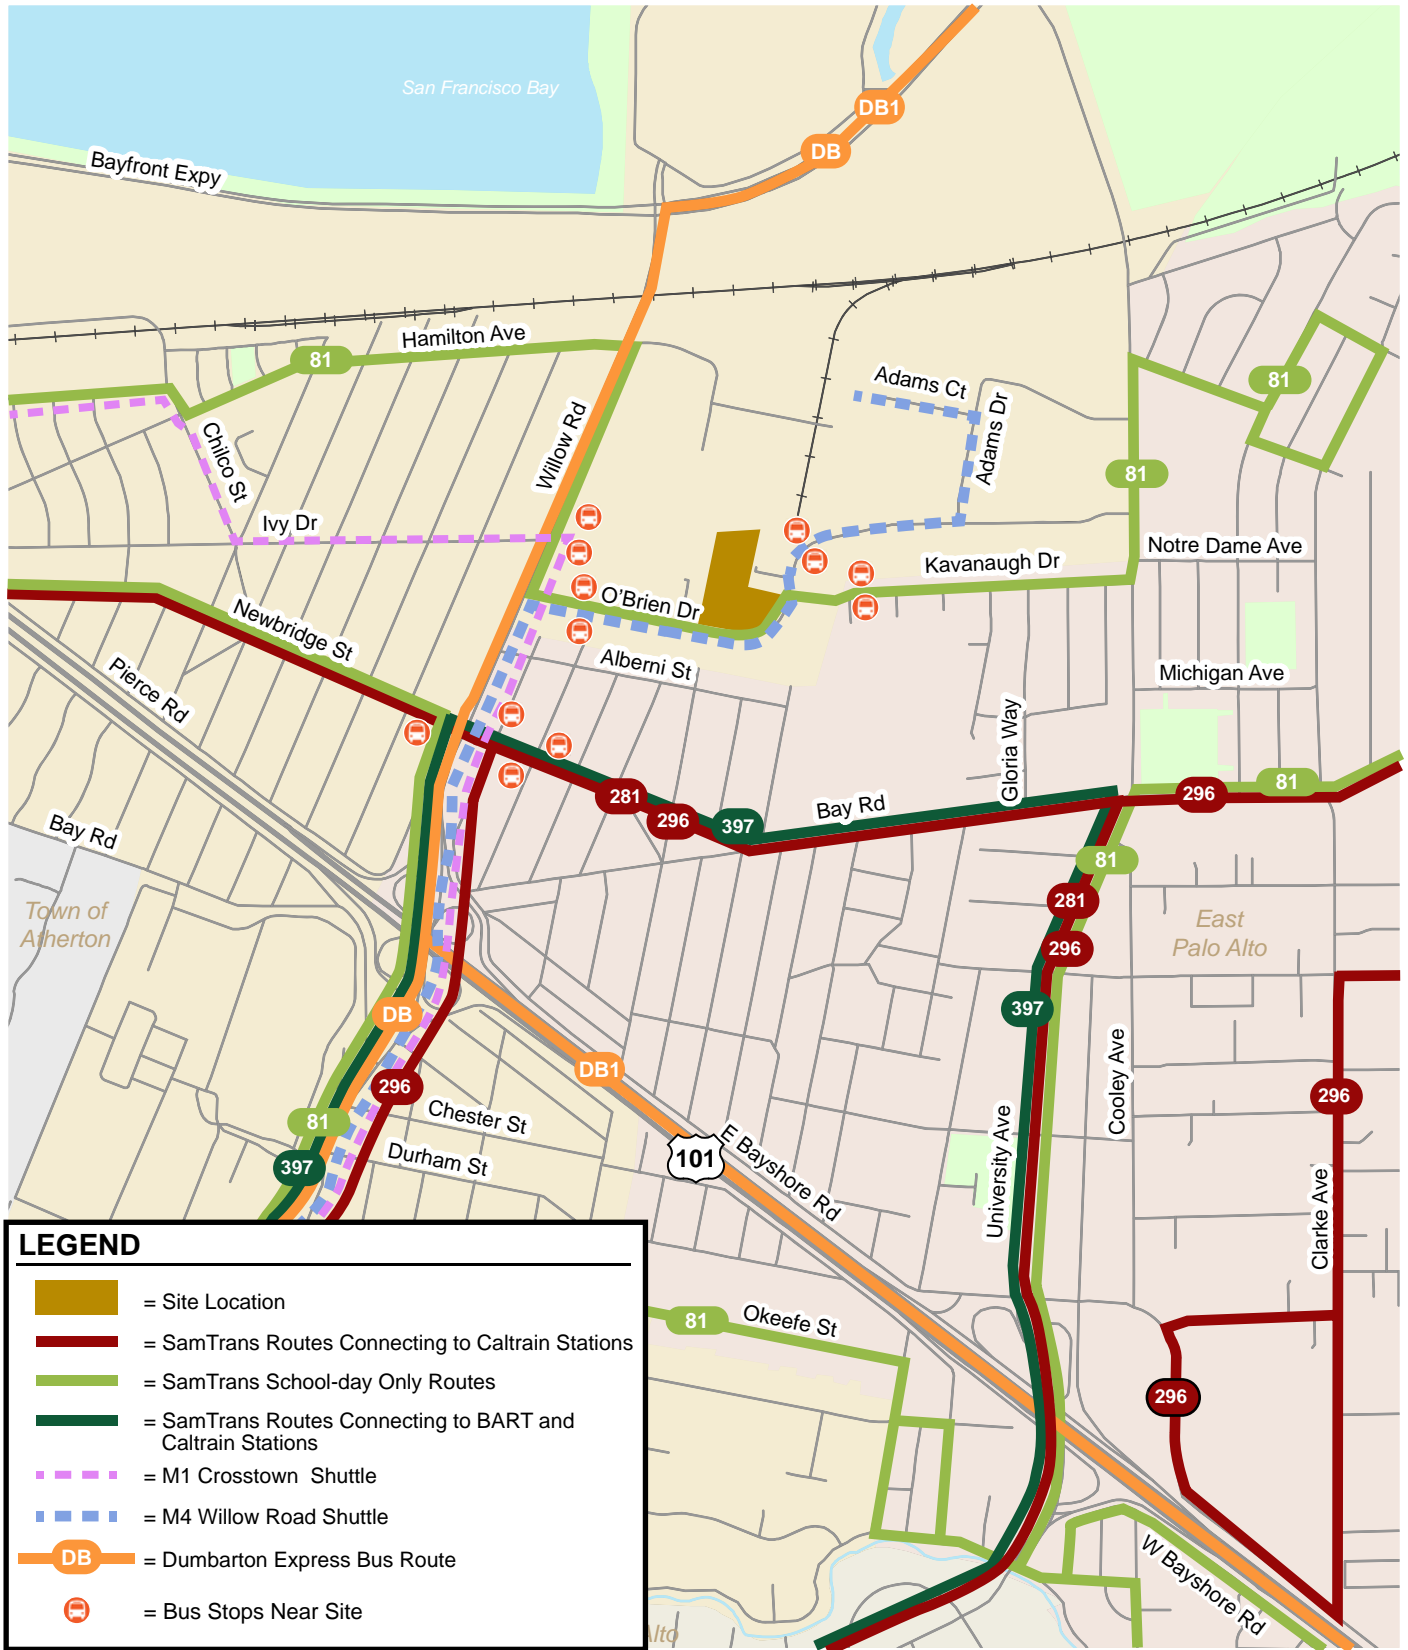 San Francisco Bay
DB1
DB
Bayfront Expy
Hamilton Ave
81
Adams Ct
81
Adams Dr
Willow Rd
Chilco St
81
Ivy Dr
Notre Dame Ave
Kavanaugh Dr
O'Brien Dr
Newbridge St
Alberni St
Michigan Ave
Pierce Rd
Gloria Way
281
296
397
Bay Rd
296
81
Bay Rd
81
281
296
Town of
Atherton
East
Palo Alto
397
DB
DB1
296
296
Cooley Ave
Chester St
81
101
E Bayshore Rd
University Ave
Durham St
397
Clarke Ave
LEGEND
= Site Location
= SamTrans Routes Connecting to Caltrain Stations
= SamTrans School-day Only Routes
= SamTrans Routes Connecting to BART and
Caltrain Stations
= M1 Crosstown Shuttle
= M4 Willow Road Shuttle
DB = Dumbarton Express Bus Route
= Bus Stops Near Site
81
Okeefe St
296
W Bayshore Rd
Alto